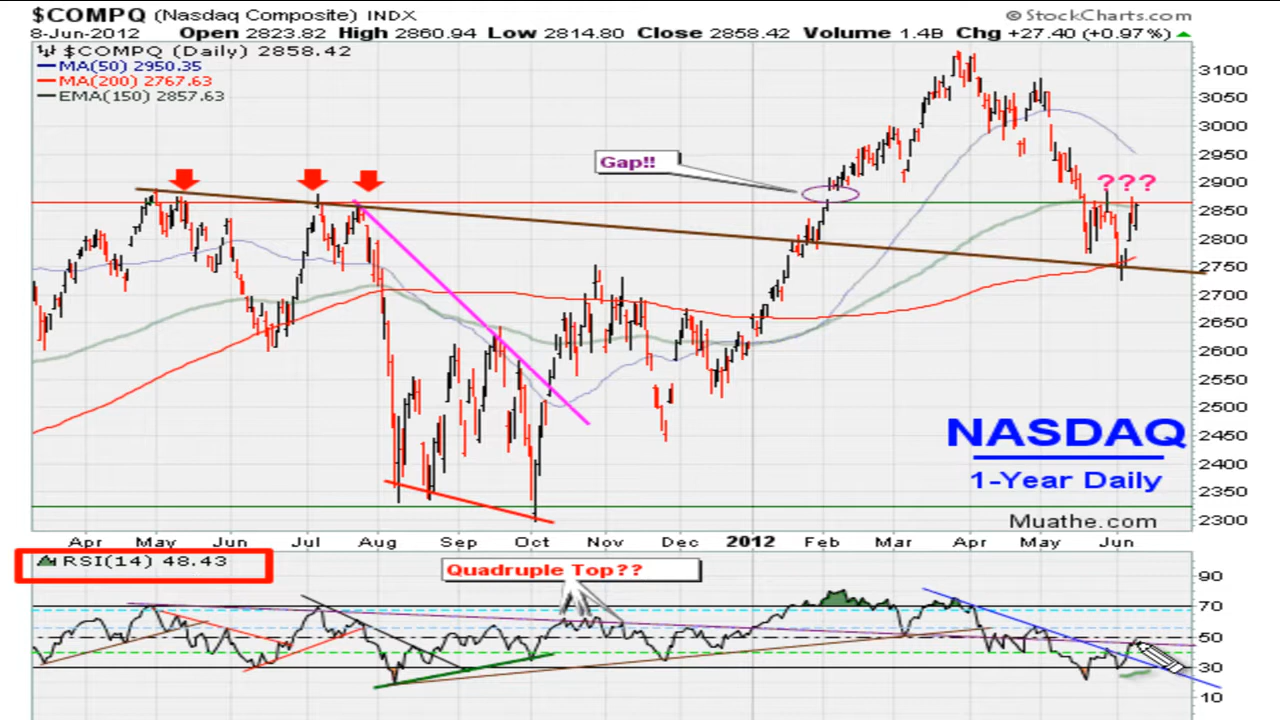 $COMPQ (Nasdaq Composite) INDX
© StockCharts.com
8-Jun-2012 Open 2823.82 High 2860.94 Low 2814.80 Close 2858.42 Volume 1.4B Chg +27.40 (+0.97%)
$COMPQ (Daily) 2858.42
MA(50) 2950.35
MA(200) 2767.63
EMA(150) 2857.63
3100
3050
3000
2950
2900
2850
2800
2750
2700
2650
2600
2550
2500
2450
2400
2350
2300
Gap!!
???
NASDAQ
1-Year Daily
Muathe.com
Apr May Jun Jul Aug Sep Oct Nov Dec 2012 Feb Mar Apr May Jun
RSI(14) 48.43
Quadruple Top??
90
70
50
30
10